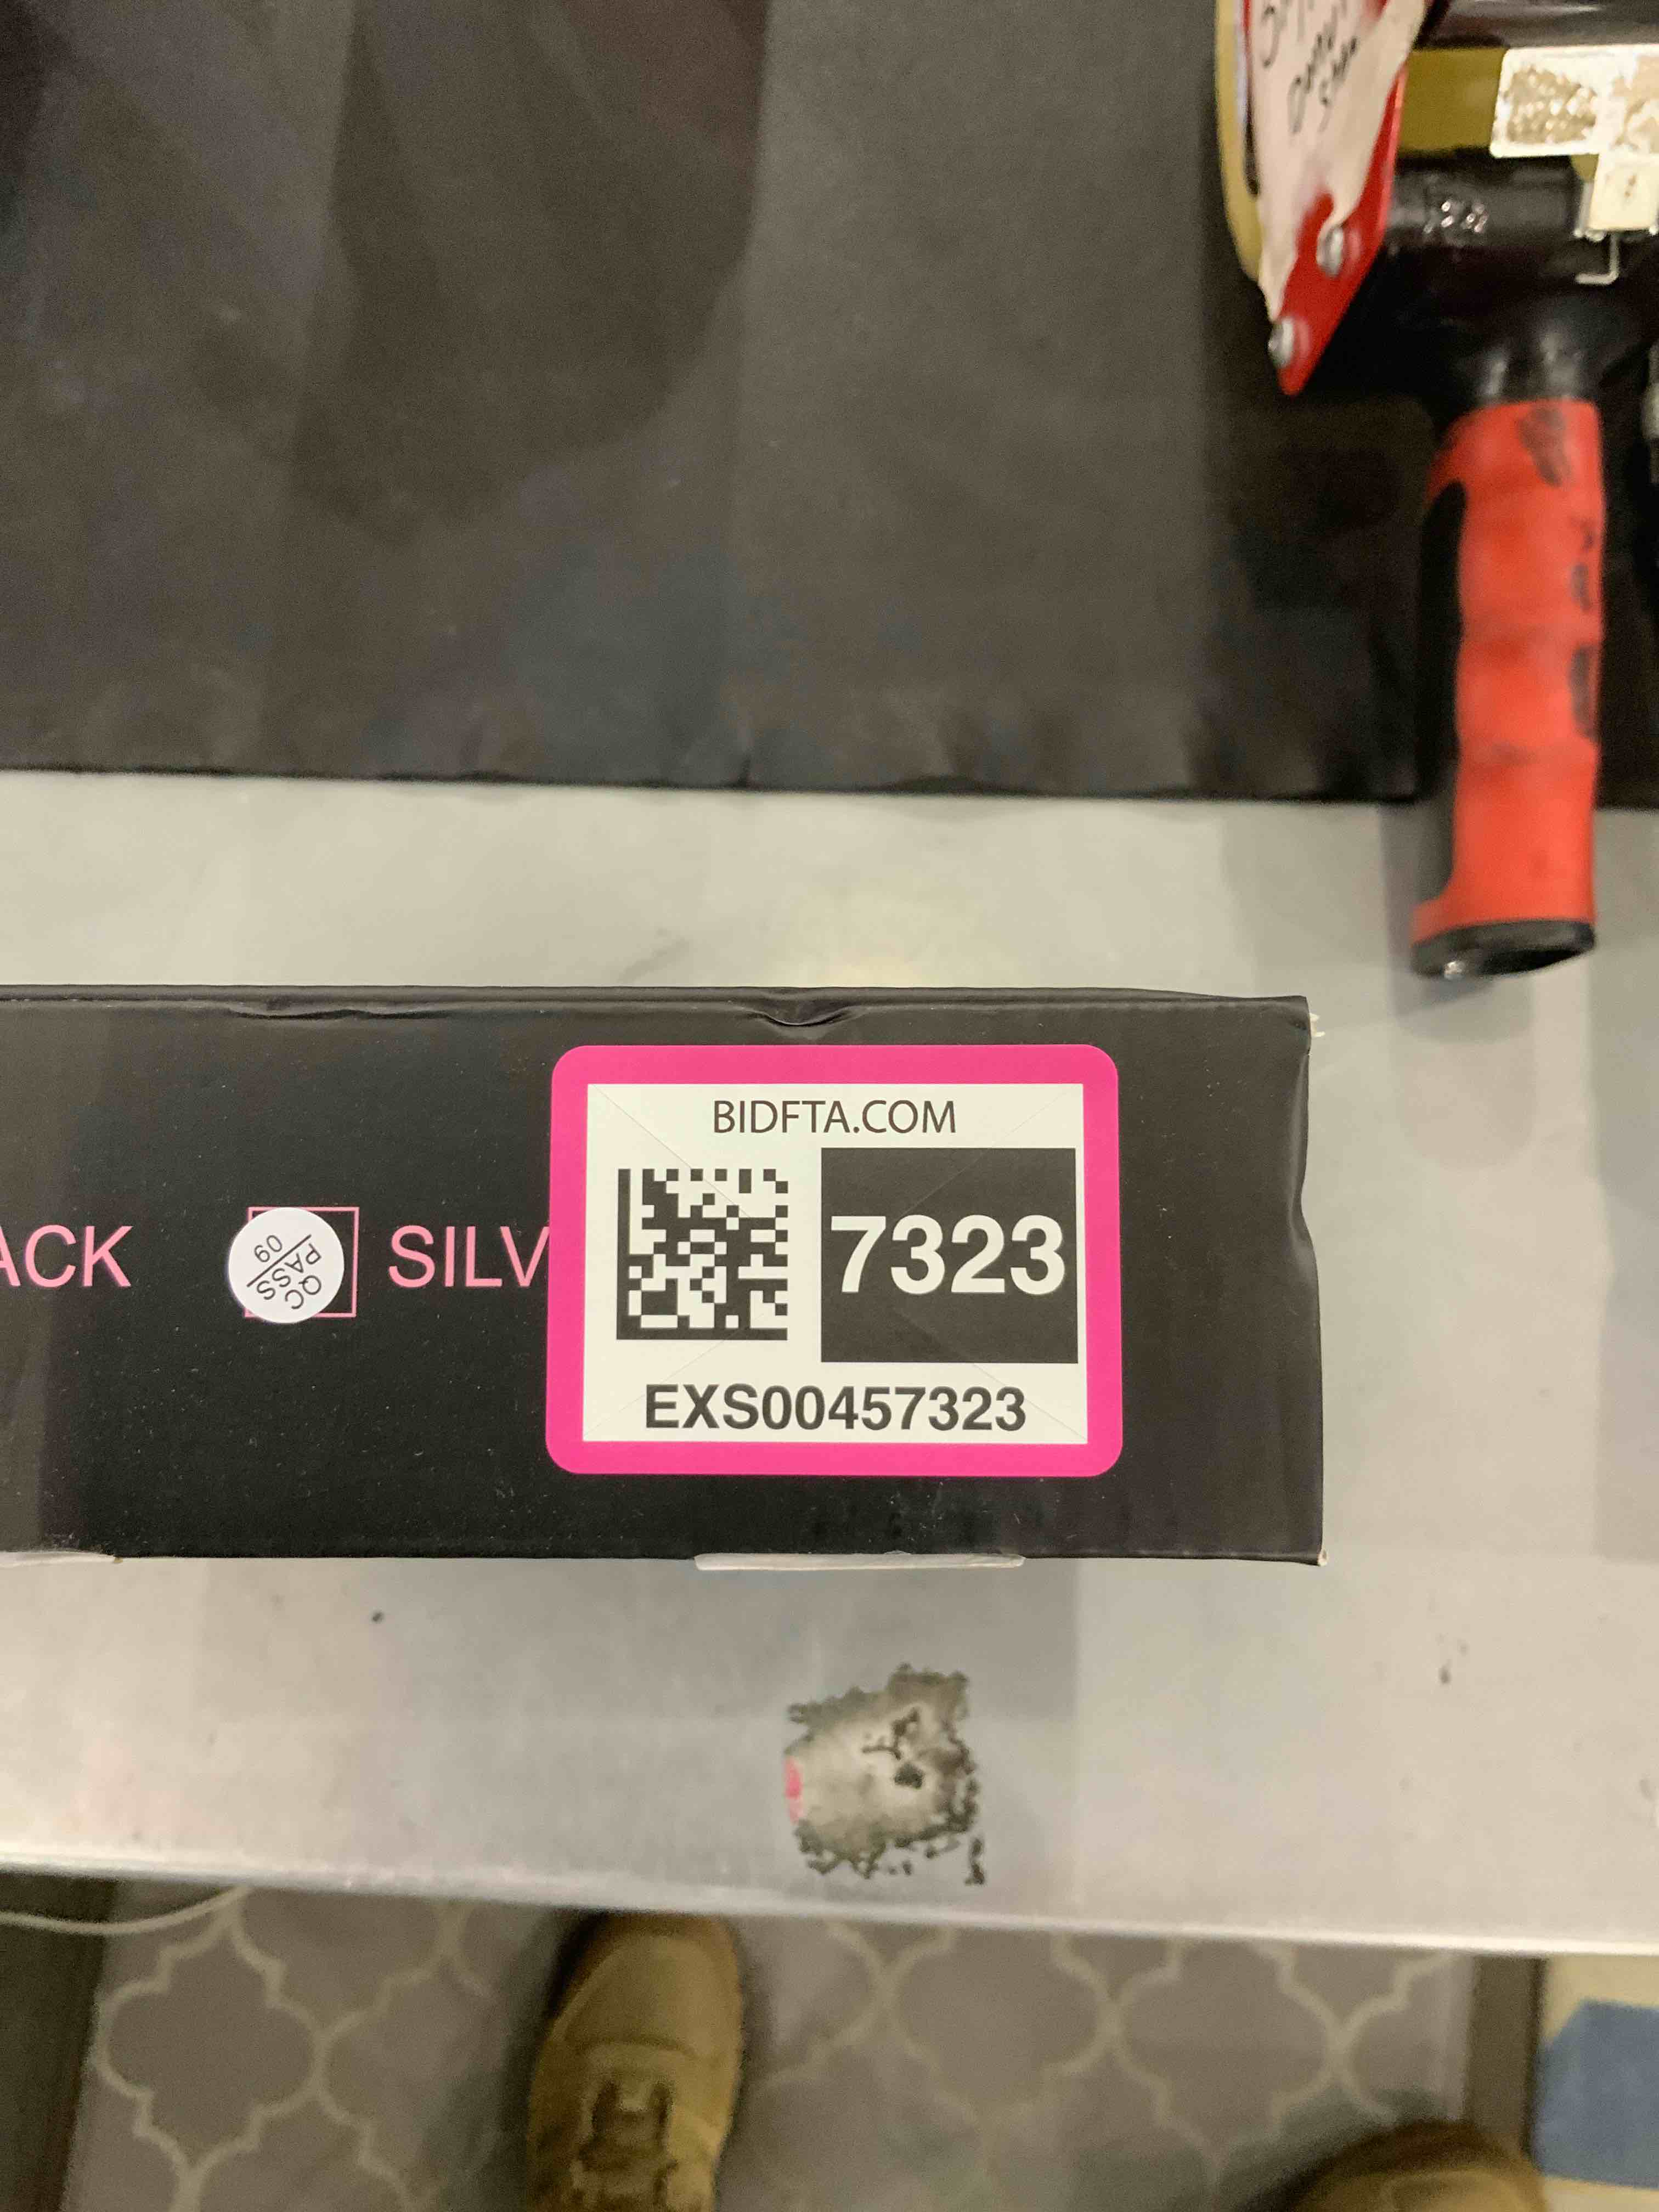 ACK
QC
PASS
09
SILV
BIDFTA.COM
7323
EXS00457323